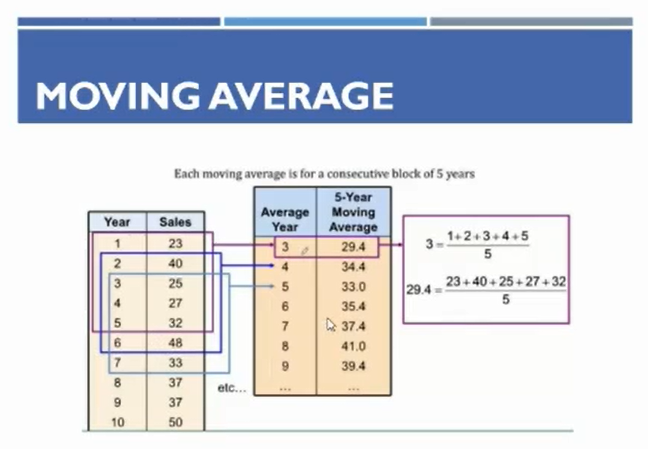 MOVING AVERAGE
Each moving average is for a consecutive block of 5 years
Year Sales
1 23
2 40
3 25
4 27
5 32
6 48
7 33
8 37
9 37
10 50
etc...
Average Year 5-Year Moving Average
3 29.4
4 34.4
5 33.0
6 35.4
7 37.4
8 41.0
9 39.4
... ...
3 = 1+2+3+4+5 / 5
29.4 = 23+40+25+27+32 / 5